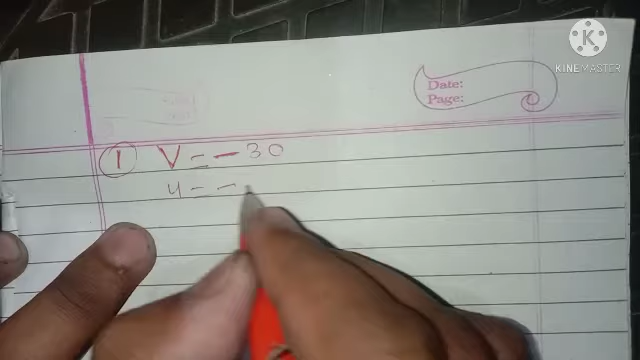 KINEMASTER
Date:
Page:
① V = - 30
u = -